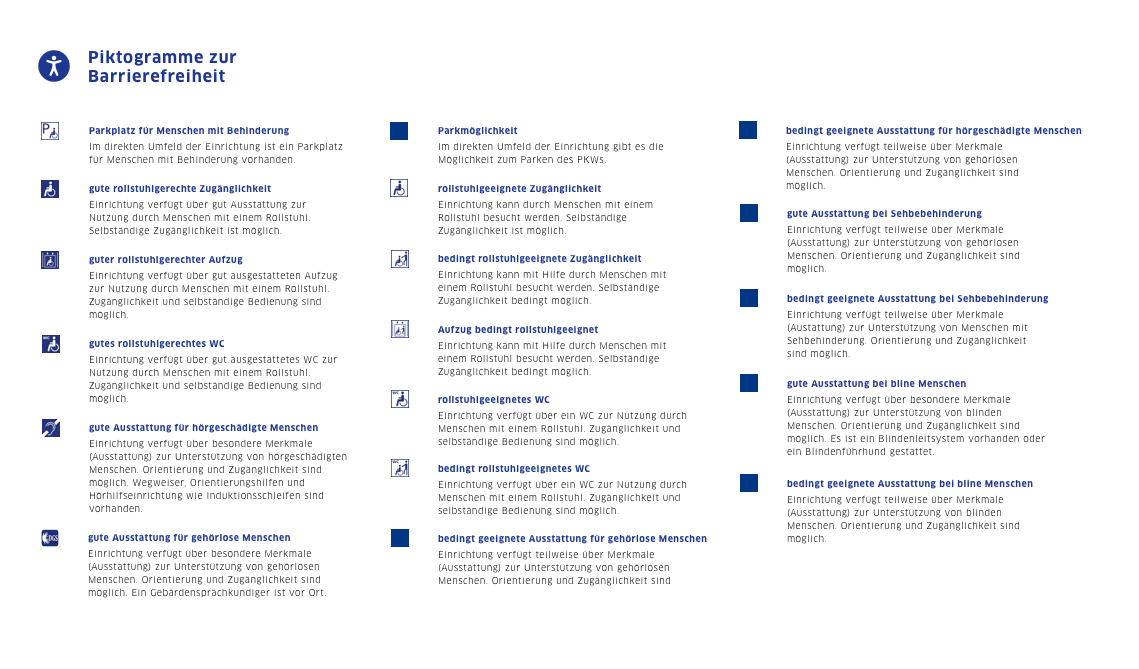 Piktogramme zur
Barrierefreiheit
P
Parkplatz für Menschen mit Behinderung
Im direkten Umfeld der Einrichtung ist ein Parkplatz
für Menschen mit Behinderung vorhanden.
gute rollstuhlgerechte Zugänglichkeit
Einrichtung verfügt über gut Ausstattung zur
Nutzung durch Menschen mit einem Rollstuhl.
Selbständige Zugänglichkeit ist möglich.
guter rollstuhlgerechter Aufzug
Einrichtung verfügt über gut ausgestatteten Aufzug
zur Nutzung durch Menschen mit einem Rollstuhl.
Zugänglichkeit und selbständige Bedienung sind
möglich.
WC
gutes rollstuhlgerechtes WC
Einrichtung verfügt über gut ausgestattetes WC zur
Nutzung durch Menschen mit einem Rollstuhl.
Zugänglichkeit und selbständige Bedienung sind
möglich.
gute Ausstattung für hörgeschädigte Menschen
Einrichtung verfügt über besondere Merkmale
(Ausstattung) zur Unterstützung von hörgeschädigten
Menschen. Orientierung und Zugänglichkeit sind
möglich. Wegweiser, Orientierungshilfen und
Hörhilfseinrichtung wie Induktionsschleifen sind
vorhanden.
DGS
gute Ausstattung für gehörlose Menschen
Einrichtung verfügt über besondere Merkmale
(Ausstattung) zur Unterstützung von gehörlosen
Menschen. Orientierung und Zugänglichkeit sind
möglich. Ein Gebärdensprachkundiger ist vor Ort.
Parkmöglichkeit
Im direkten Umfeld der Einrichtung gibt es die
Möglichkeit zum Parken des PKWs.
rollstuhlgeeignete Zugänglichkeit
Einrichtung kann durch Menschen mit einem
Rollstuhl besucht werden. Selbständige
Zugänglichkeit ist möglich.
bedingt rollstuhlgeeignete Zugänglichkeit
Einrichtung kann mit Hilfe durch Menschen mit
einem Rollstuhl besucht werden. Selbständige
Zugänglichkeit bedingt möglich.
Aufzug bedingt rollstuhlgeeignet
Einrichtung kann mit Hilfe durch Menschen mit
einem Rollstuhl besucht werden. Selbständige
Zugänglichkeit bedingt möglich.
WC
rollstuhlgeeignetes WC
Einrichtung verfügt über ein WC zur Nutzung durch
Menschen mit einem Rollstuhl. Zugänglichkeit und
selbständige Bedienung sind möglich.
WC
bedingt rollstuhlgeeignetes WC
Einrichtung verfügt über ein WC zur Nutzung durch
Menschen mit einem Rollstuhl. Zugänglichkeit und
selbständige Bedienung sind möglich.
bedingt geeignete Ausstattung für gehörlose Menschen
Einrichtung verfügt teilweise über Merkmale
(Ausstattung) zur Unterstützung von gehörlosen
Menschen. Orientierung und Zugänglichkeit sind
bedingt geeignete Ausstattung für hörgeschädigte Menschen
Einrichtung verfügt teilweise über Merkmale
(Ausstattung) zur Unterstützung von gehörlosen
Menschen. Orientierung und Zugänglichkeit sind
möglich.
gute Ausstattung bei Sehbebehinderung
Einrichtung verfügt teilweise über Merkmale
(Ausstattung) zur Unterstützung von gehörlosen
Menschen. Orientierung und Zugänglichkeit sind
möglich.
bedingt geeignete Ausstattung bei Sehbebehinderung
Einrichtung verfügt teilweise über Merkmale
(Austattung) zur Unterstützung von Menschen mit
Sehbehinderung. Orientierung und Zugänglichkeit
sind möglich.
gute Ausstattung bei bline Menschen
Einrichtung verfügt über besondere Merkmale
(Ausstattung) zur Unterstützung von blinden
Menschen. Orientierung und Zugänglichkeit sind
möglich. Es ist ein Blindenleitsystem vorhanden oder
ein Blindenführhund gestattet.
bedingt geeignete Ausstattung bei bline Menschen
Einrichtung verfügt teilweise über Merkmale
(Ausstattung) zur Unterstützung von blinden
Menschen. Orientierung und Zugänglichkeit sind
möglich.